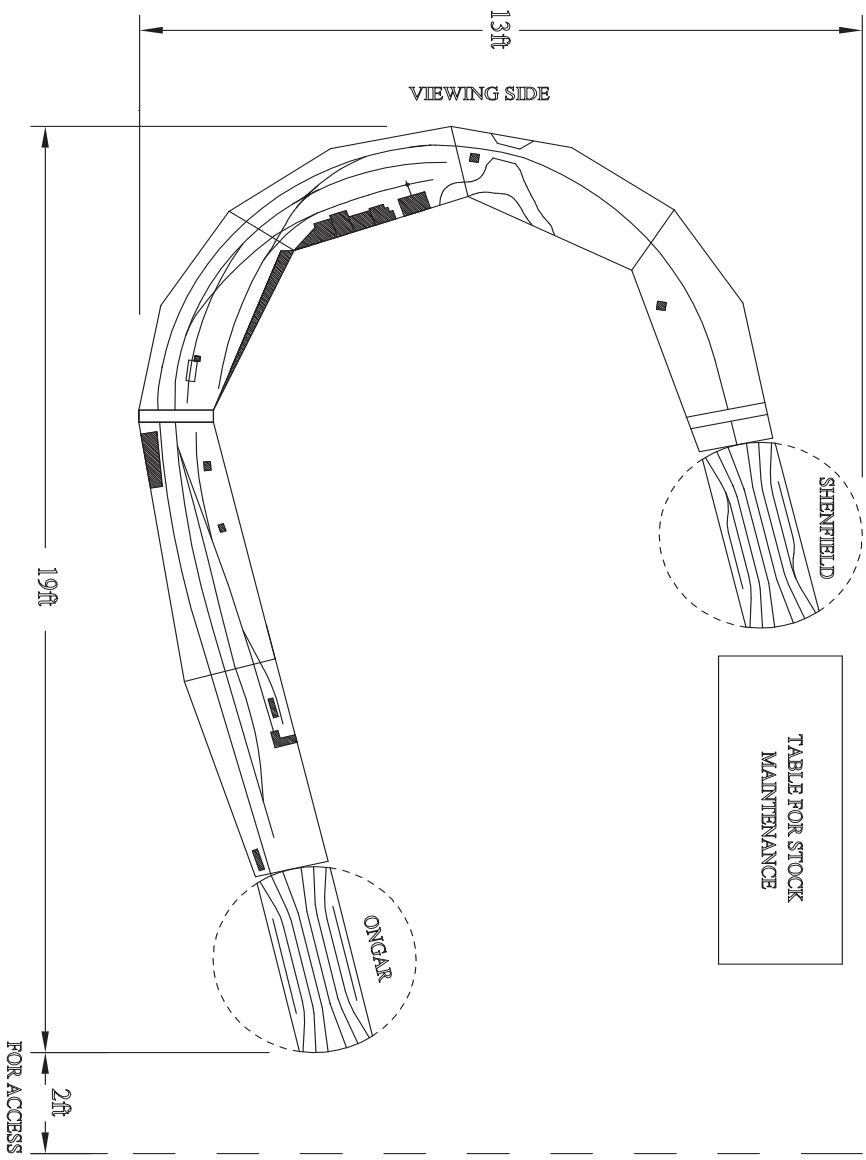 13ft
VIEWING SIDE
SHENFIELD
TABLE FOR STOCK
MAINTENANCE
19ft
ONGAR
2ft
FOR ACCESS